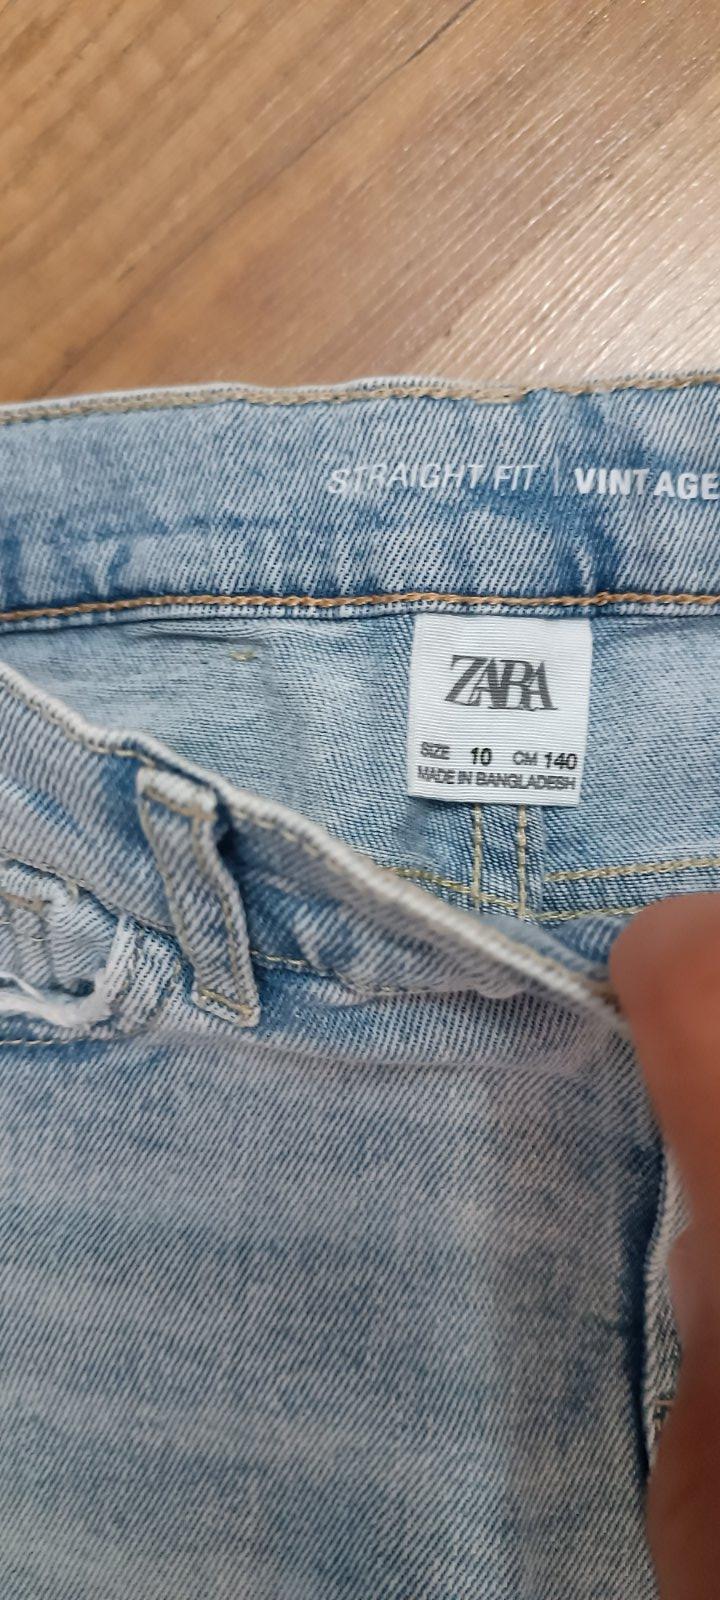 STRAIGHT FIT | VINTAGE
ZARA
SIZE 10 CM 140
MADE IN BANGLADESH